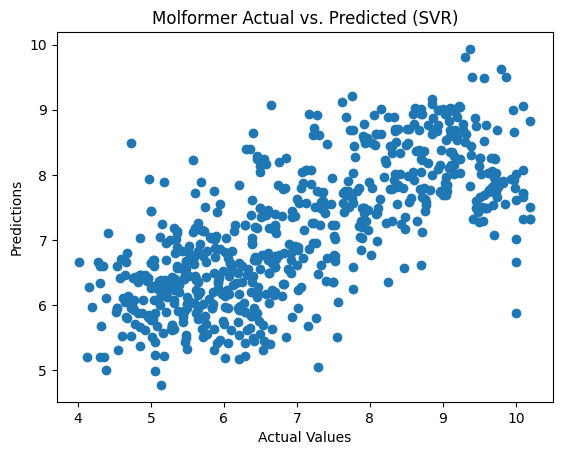 Molformer Actual vs. Predicted (SVR)
10
9
8
7
6
5
Predictions
4 5 6 7 8 9 10
Actual Values